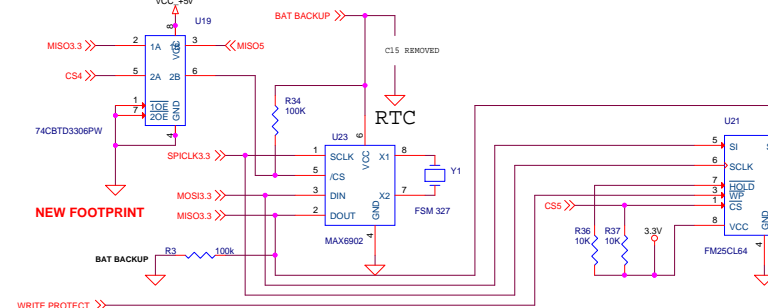 VCC_+5V
U19
BAT BACKUP
8
MISO3.3
2
1A
1B
VCC
3
MISO5
C15 REMOVED
CS4
5
2A
2B
6
R34
100K
RTC
1
1OE
7
2OE
GND
4
74CBTD3306PW
U23
6
U21
SPICLK3.3
1
SCLK
VCC
X1
8
5
SI
5
/CS
Y1
6
SCLK
MOSI3.3
3
DIN
X2
7
7
HOLD
3
WP
NEW FOOTPRINT
MISO3.3
2
DOUT
GND
FSM 327
CS5
1
CS
8
VCC
GND
R36
10K
R37
10K
3.3V
4
MAX6902
FM25CL64
4
R3
100k
BAT BACKUP
WRITE PROTECT